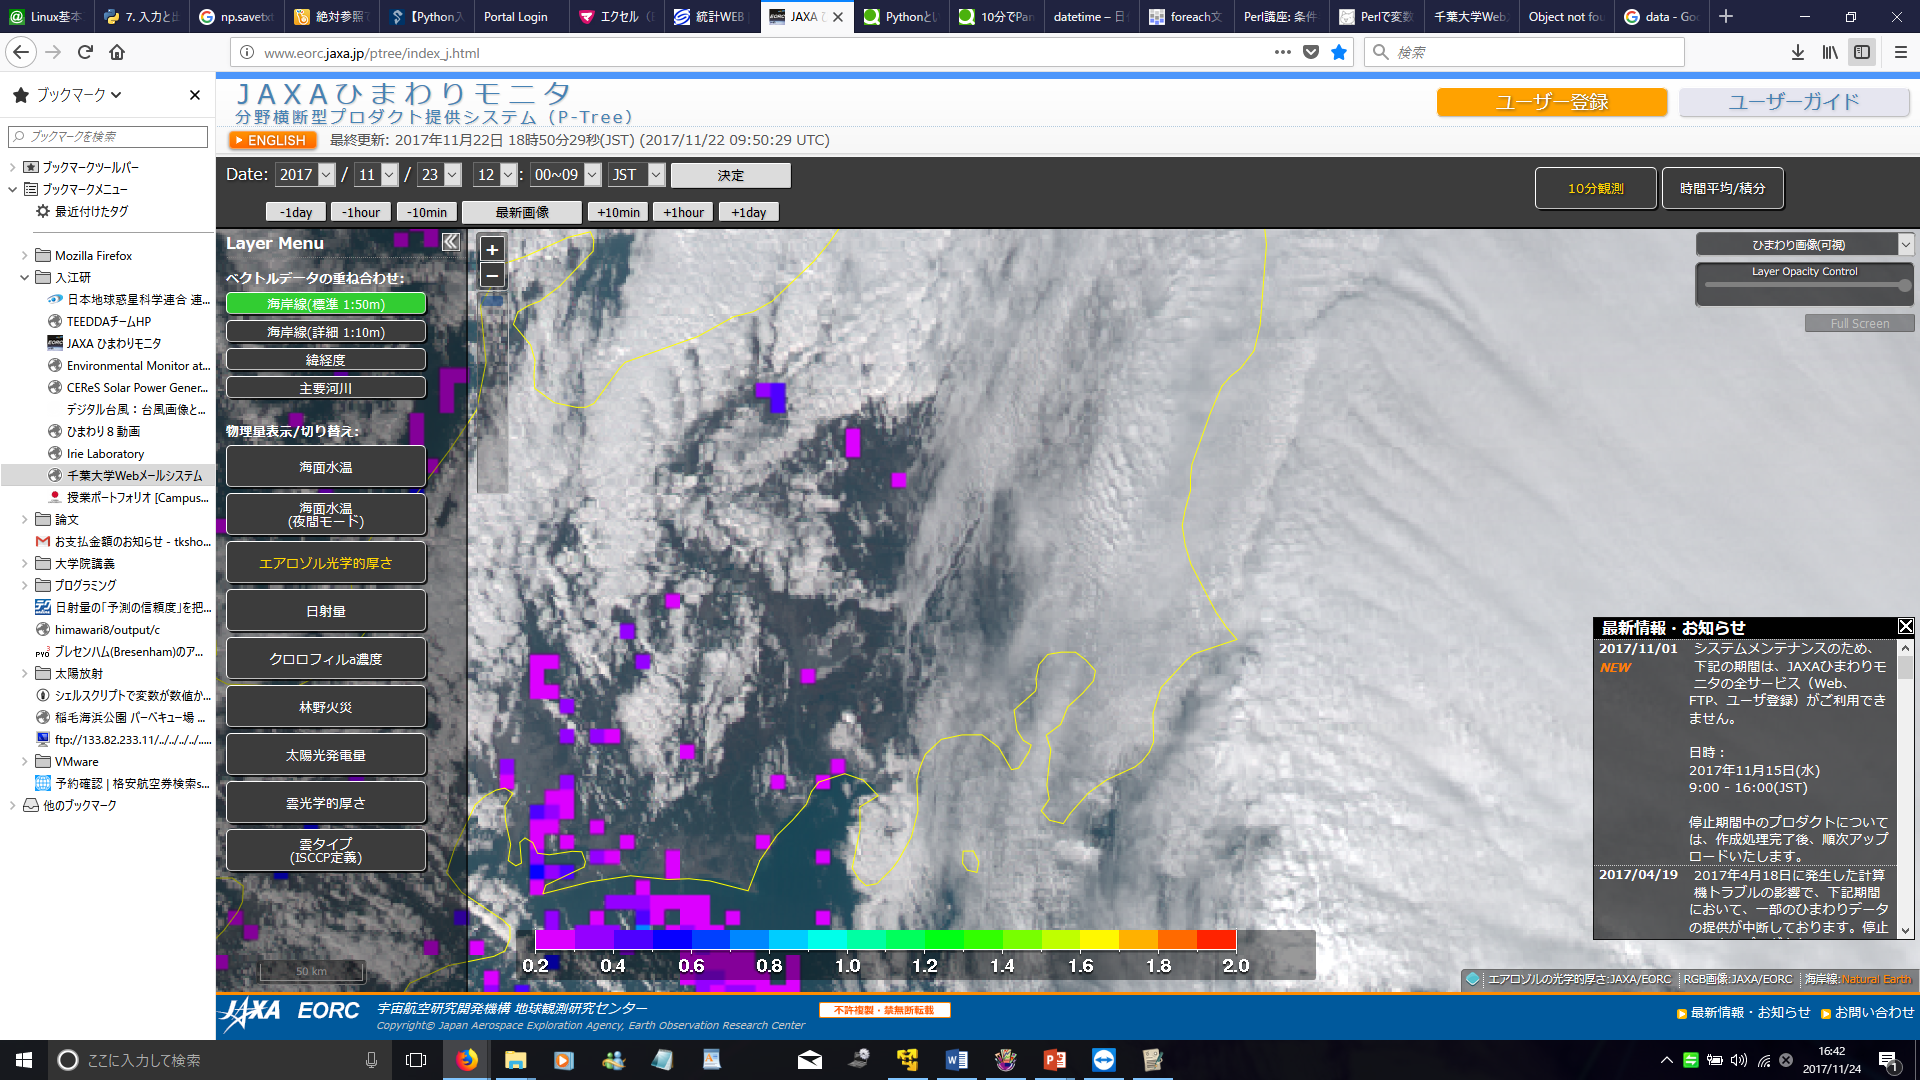 Linux基本
7. 入力と出
np.savetx
絶対参照で
【Python入
Portal Login
エクセル（E
統計WEB
JAXA ひ
Pythonとい
10分でPan
datetime – 日付
foreach文
Perl講座: 条件
Perlで変数
千葉大学Web
Object not fou
data - Goo
www.eorc.jaxa.jp/ptree/index_j.html
検索
ブックマーク
ブックマークを検索
ブックマークツールバー
ブックマークメニュー
最近付けたタグ
Mozilla Firefox
入江研
日本地球惑星科学連合 連...
TEEDDAチームHP
JAXA ひまわりモニタ
Environmental Monitor at...
CEReS Solar Power Gener...
デジタル台風：台風画像と...
ひまわり８動画
Irie Laboratory
千葉大学Webメールシステム
授業ポートフォリオ [Campus...
論文
お支払金額のお知らせ - tksho...
大学院講義
プログラミング
日射量の「予測の信頼度」を把...
himawari8/output/c
ブレセンハム(Bresenham)のア...
太陽放射
シェルスクリプトで変数が数値か...
稲毛海浜公園 バーベキュー場 ...
ftp://133.82.233.11/../../../../....
VMware
予約確認 | 格安航空券検索s...
他のブックマーク
JAXAひまわりモニタ
分野横断型プロダクト提供システム（P-Tree）
ユーザー登録
ユーザーガイド
ENGLISH
最終更新: 2017年11月22日 18時50分29秒(JST) (2017/11/22 09:50:29 UTC)
Date: 2017 / 11 / 23 12 : 00~09 JST 決定
-1day -1hour -10min 最新画像 +10min +1hour +1day
10分観測
時間平均/積分
Layer Menu
ベクトルデータの重ね合わせ:
海岸線(標準 1:50m)
海岸線(詳細 1:10m)
緯経度
主要河川
物理量表示/切り替え:
海面水温
海面水温
(夜間モード)
エアロゾル光学的厚さ
日射量
クロロフィルa濃度
林野火災
太陽光発電量
雲光学的厚さ
雲タイプ
(ISCCP定義)
50 km
+
−
ひまわり画像(可視)
Layer Opacity Control
Full Screen
最新情報・お知らせ
2017/11/01
NEW
システムメンテナンスのため、
下記の期間は、JAXAひまわりモ
ニタの全サービス（Web、
FTP、ユーザ登録）がご利用でき
ません。
日時：
2017年11月15日(水)
9:00 - 16:00(JST)
停止期間中のプロダクトについて
は、作成処理完了後、順次アップ
ロードいたします。
2017/04/19
2017年4月18日に発生した計算
機トラブルの影響で、下記期間
において、一部のひまわりデータ
の提供が中断しております。停止
0.2 0.4 0.6 0.8 1.0 1.2 1.4 1.6 1.8 2.0
エアロゾルの光学的厚さ:JAXA/EORC RGB画像:JAXA/EORC 海岸線:Natural Earth
JAXA EORC
宇宙航空研究開発機構 地球観測研究センター
Copyright© Japan Aerospace Exploration Agency, Earth Observation Research Center
不許複製・禁無断転載
最新情報・お知らせ
お問い合わせ
ここに入力して検索
16:42
2017/11/24
1